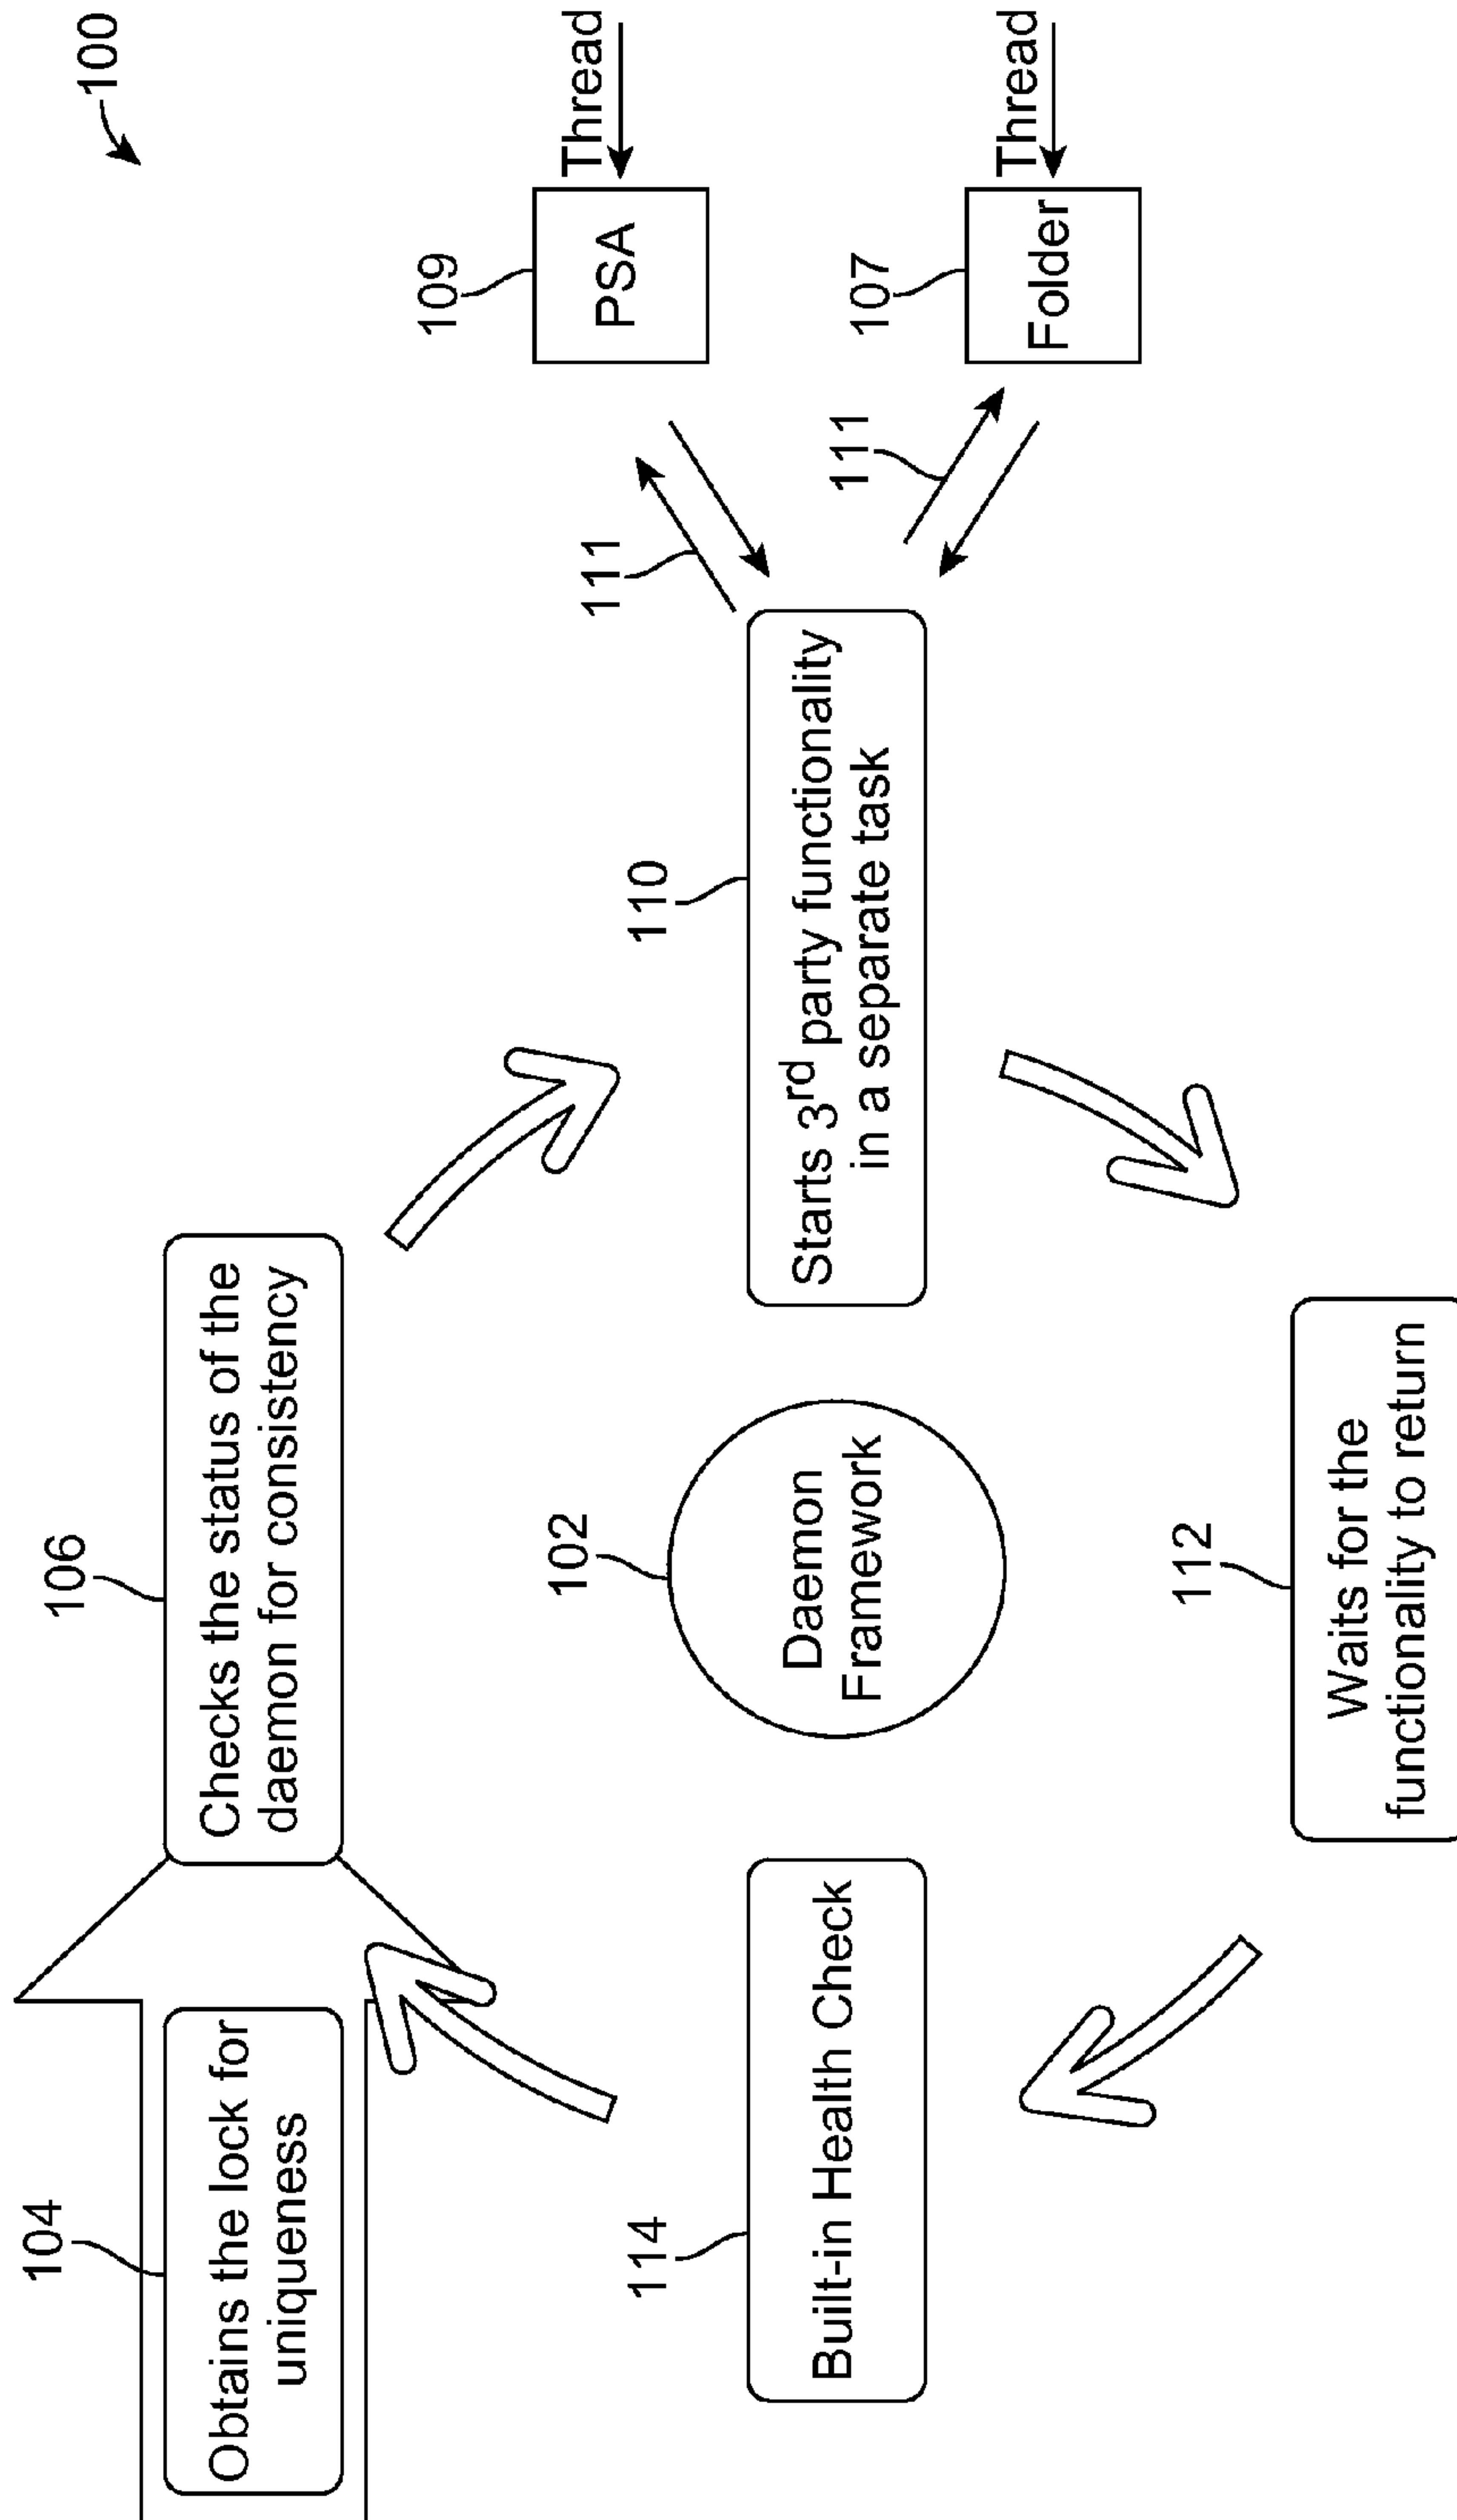 100
104
Obtains the lock for
uniqueness
106
Checks the status of the
daemon for consistency
109
PSA
Thread
111
102
Daemon
Framework
110
Starts 3rd party functionality
in a separate task
111
107
Folder
Thread
114
Built-in Health Check
112
Waits for the
functionality to return